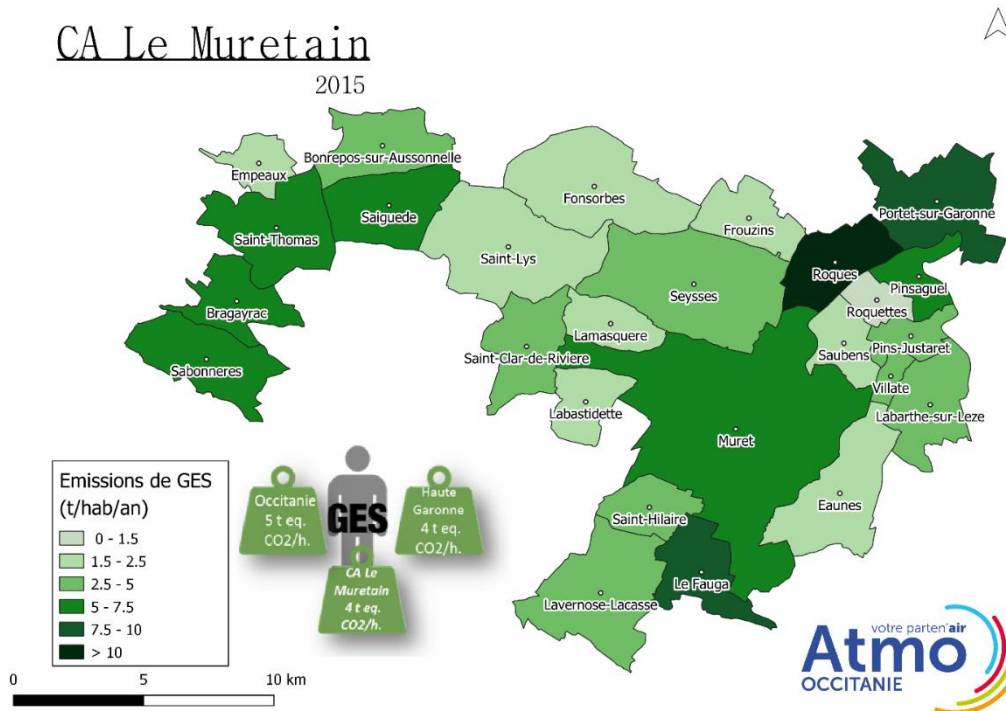 CA Le Muretain
2015
Empeaux
Bonrepos-sur-Aussonnelle
Saint-Thomas
Saiguede
Bragayrac
Sabonneres
Saint-Lys
Fonsorbes
Frouzins
Portet-sur-Garonne
Roques
Pinsaguel
Roquettes
Seysses
Lamasquere
Saubens
Pins-Justaret
Saint-Clar-de-Riviere
Villate
Labastidette
Labarthe-sur-Leze
Muret
Eaunes
Saint-Hilaire
Le Fauga
Lavernose-Lacasse
Emissions de GES
(t/hab/an)
0 - 1.5
1.5 - 2.5
2.5 - 5
5 - 7.5
7.5 - 10
> 10
Occitanie
5 t eq.
CO2/h.
GES
Haute
Garonne
4 t eq.
CO2/h.
CA Le
Muretain
4 t eq.
CO2/h.
0 5 10 km
votre parten'air
Atmo
OCCITANIE